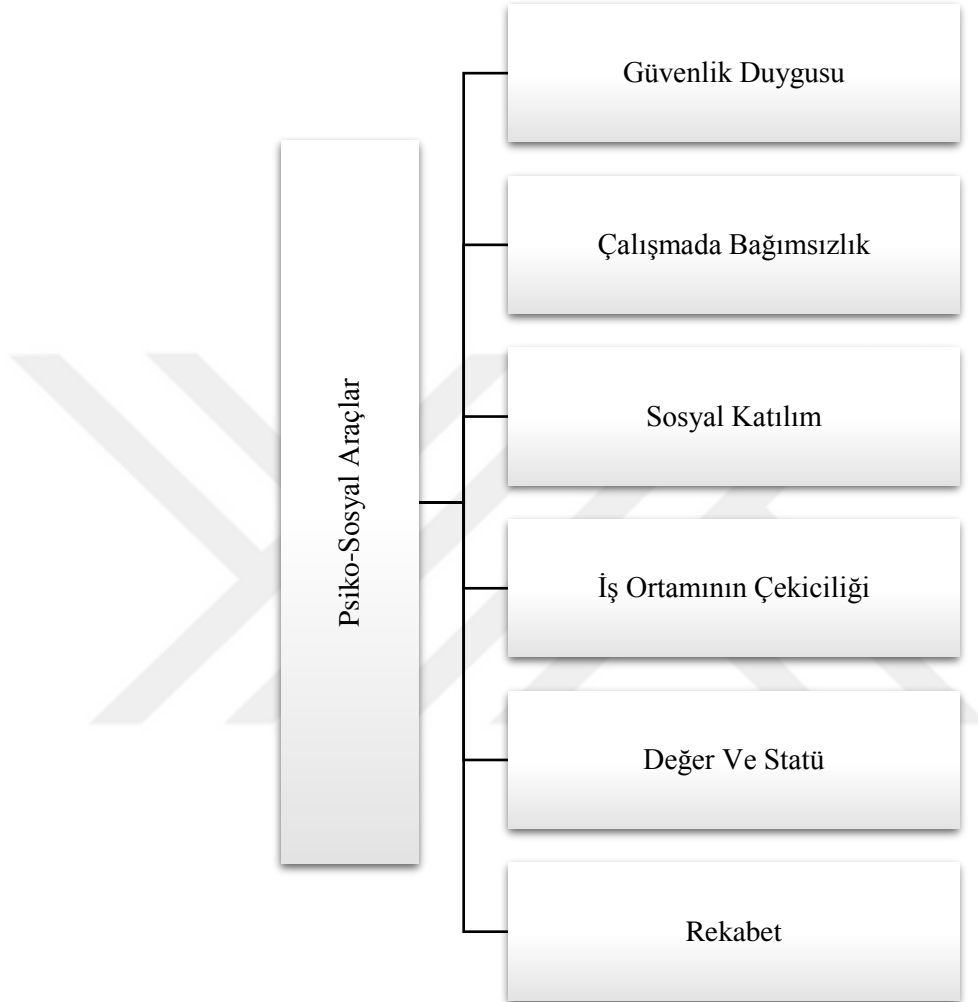 Psiko-Sosyal Araçlar
Güvenlik Duygusu
Çalışmada Bağımsızlık
Sosyal Katılım
İş Ortamının Çekiciliği
Değer Ve Statü
Rekabet